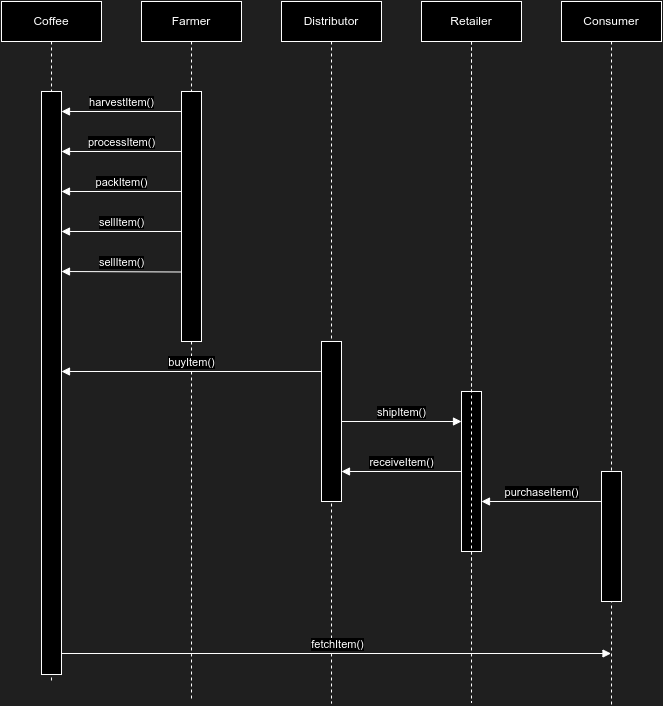 Coffee
Farmer
Distributor
Retailer
Consumer
harvestItem()
processItem()
packItem()
sellItem()
sellItem()
buyItem()
shipItem()
receiveItem()
purchaseItem()
fetchItem()